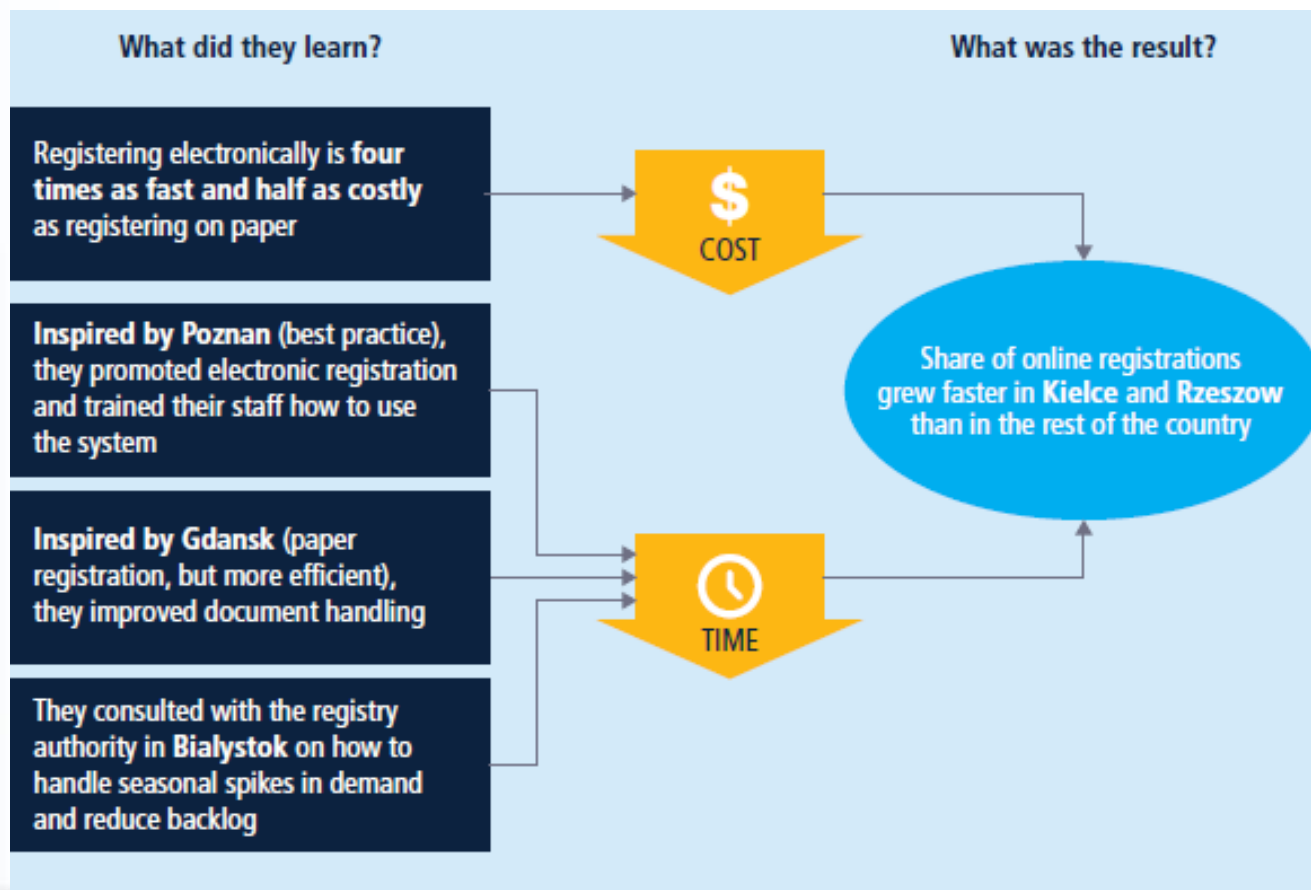 What did they learn?
What was the result?
Registering electronically is four
times as fast and half as costly
as registering on paper
$
COST
Inspired by Poznan (best practice),
they promoted electronic registration
and trained their staff how to use
the system
Share of online registrations
grew faster in Kielce and Rzeszow
than in the rest of the country
Inspired by Gdansk (paper
registration, but more efficient),
they improved document handling
TIME
They consulted with the registry
authority in Bialystok on how to
handle seasonal spikes in demand
and reduce backlog